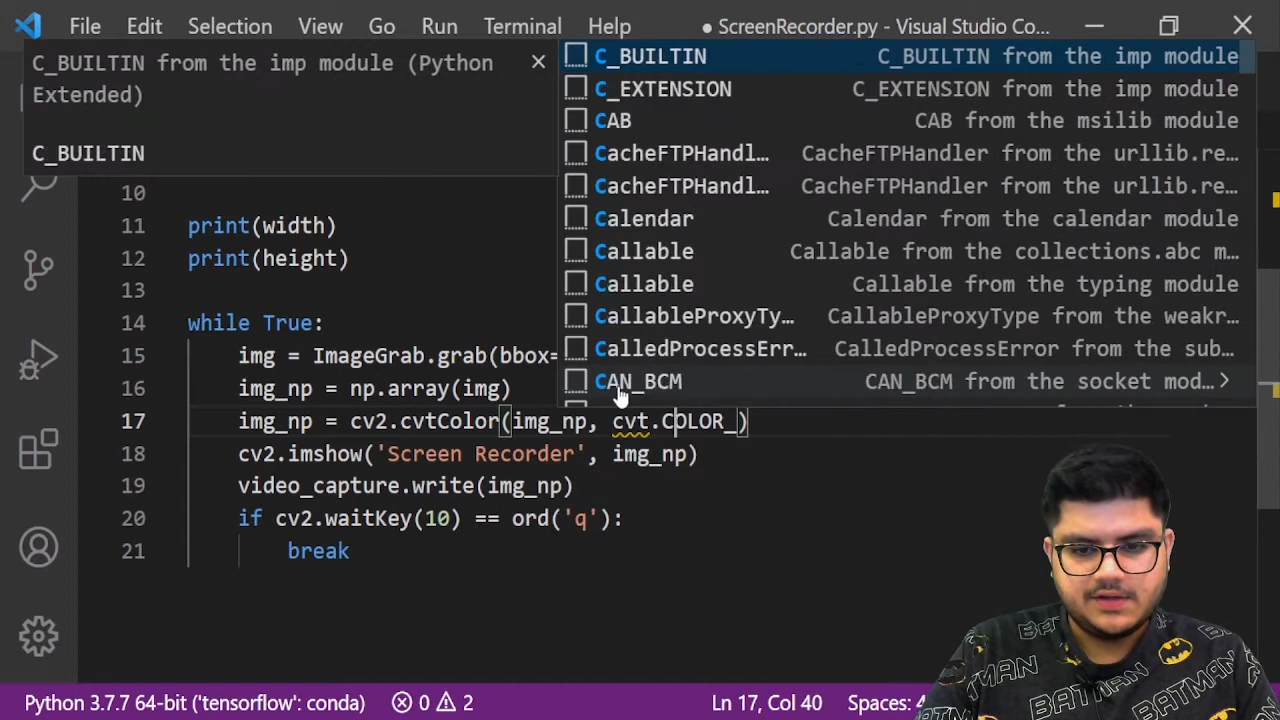 File Edit Selection View Go Run Terminal Help ● ScreenRecorder.py - Visual Studio Co...
C_BUILTIN from the imp module (Python
Extended)
C_BUILTIN
C_BUILTIN C_BUILTIN from the imp module
C_EXTENSION C_EXTENSION from the imp module
CAB CAB from the msilib module
CacheFTPHandl… CacheFTPHandler from the urllib.re…
CacheFTPHandl… CacheFTPHandler from the urllib.re…
Calendar Calendar from the calendar module
Callable Callable from the collections.abc m…
Callable Callable from the typing module
CallableProxyTy… CallableProxyType from the weakr…
CalledProcessErr… CalledProcessError from the sub…
CAN_BCM CAN_BCM from the socket mod…
10
11 print(width)
12 print(height)
13
14 while True:
15 img = ImageGrab.grab(bbox=
16 img_np = np.array(img)
17 img_np = cv2.cvtColor(img_np, cvt.COLOR_)
18 cv2.imshow('Screen Recorder', img_np)
19 video_capture.write(img_np)
20 if cv2.waitKey(10) == ord('q'):
21 break
BATMAN
BATMAN
Python 3.7.7 64-bit ('tensorflow': conda) 0 2 Ln 17, Col 40 Spaces: